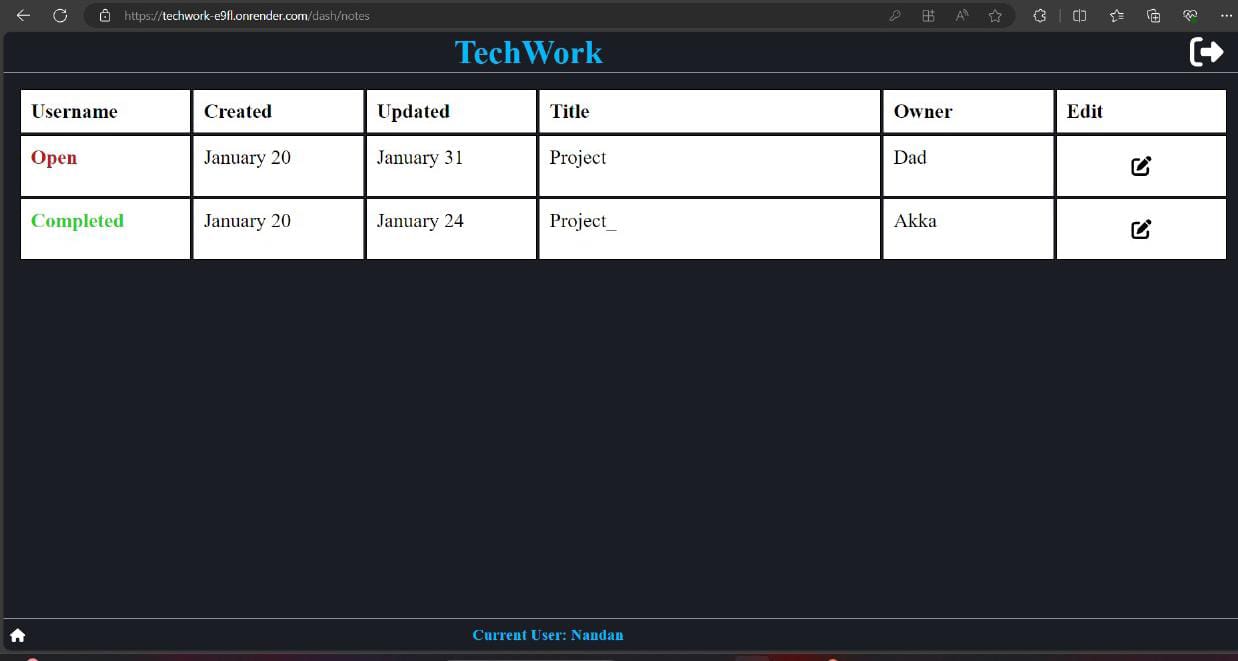 https://techwork-e9fl.onrender.com/dash/notes
TechWork
Username Created Updated Title Owner Edit
Open January 20 January 31 Project Dad
Completed January 20 January 24 Project_ Akka
Current User: Nandan